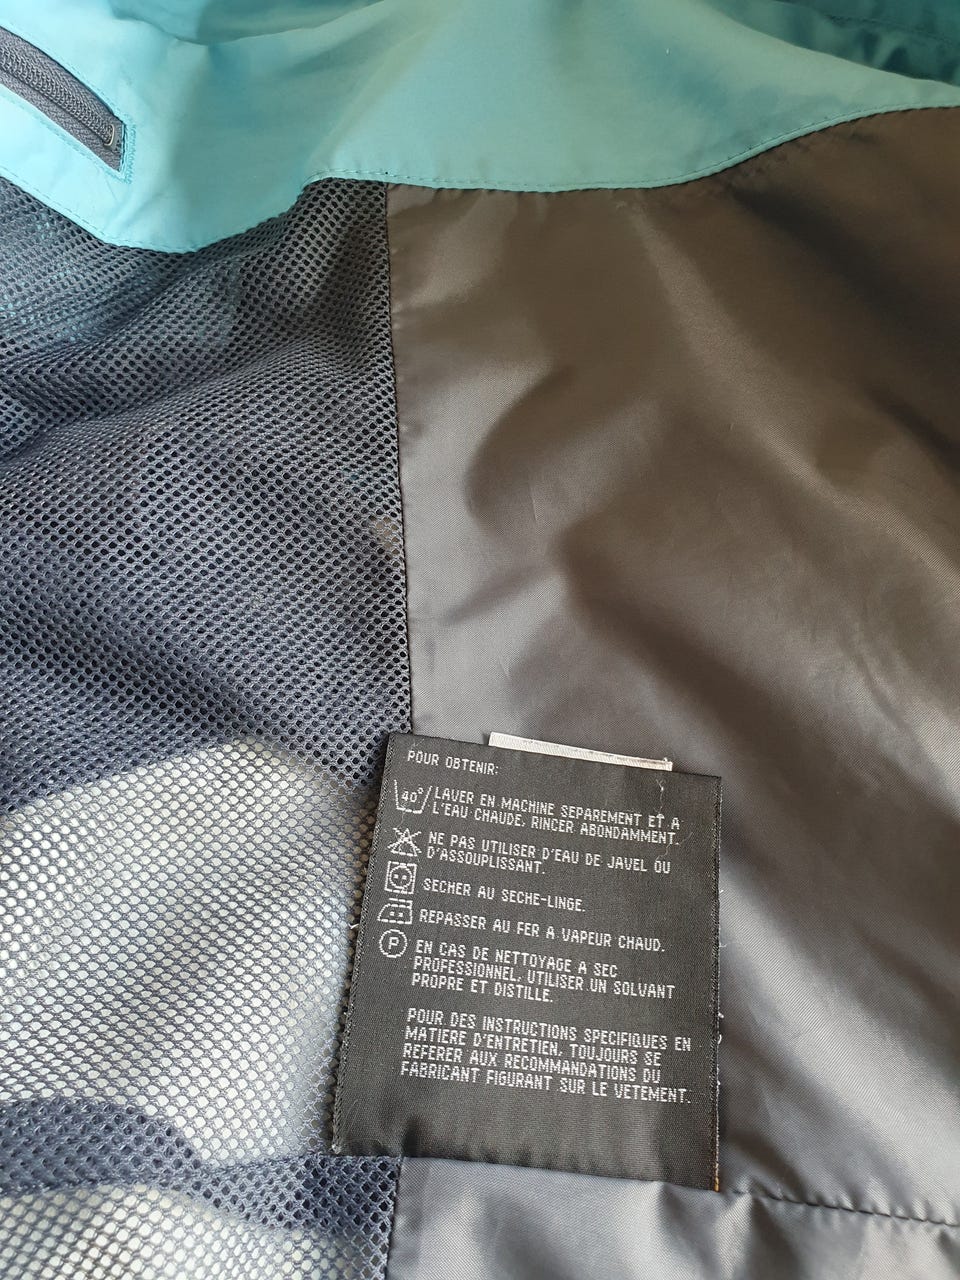 POUR OBTENIR:
40°
LAVER EN MACHINE SEPAREMENT ET A
L'EAU CHAUDE. RINCER ABONDAMMENT.
NE PAS UTILISER D'EAU DE JAVEL OU
D'ASSOUPLISSANT.
SECHER AU SECHE-LINGE.
REPASSER AU FER A VAPEUR CHAUD.
P
EN CAS DE NETTOYAGE A SEC
PROFESSIONNEL, UTILISER UN SOLVANT
PROPRE ET DISTILLE.
POUR DES INSTRUCTIONS SPECIFIQUES EN
MATIERE D'ENTRETIEN, TOUJOURS SE
REFERER AUX RECOMMANDATIONS DU
FABRICANT FIGURANT SUR LE VETEMENT.